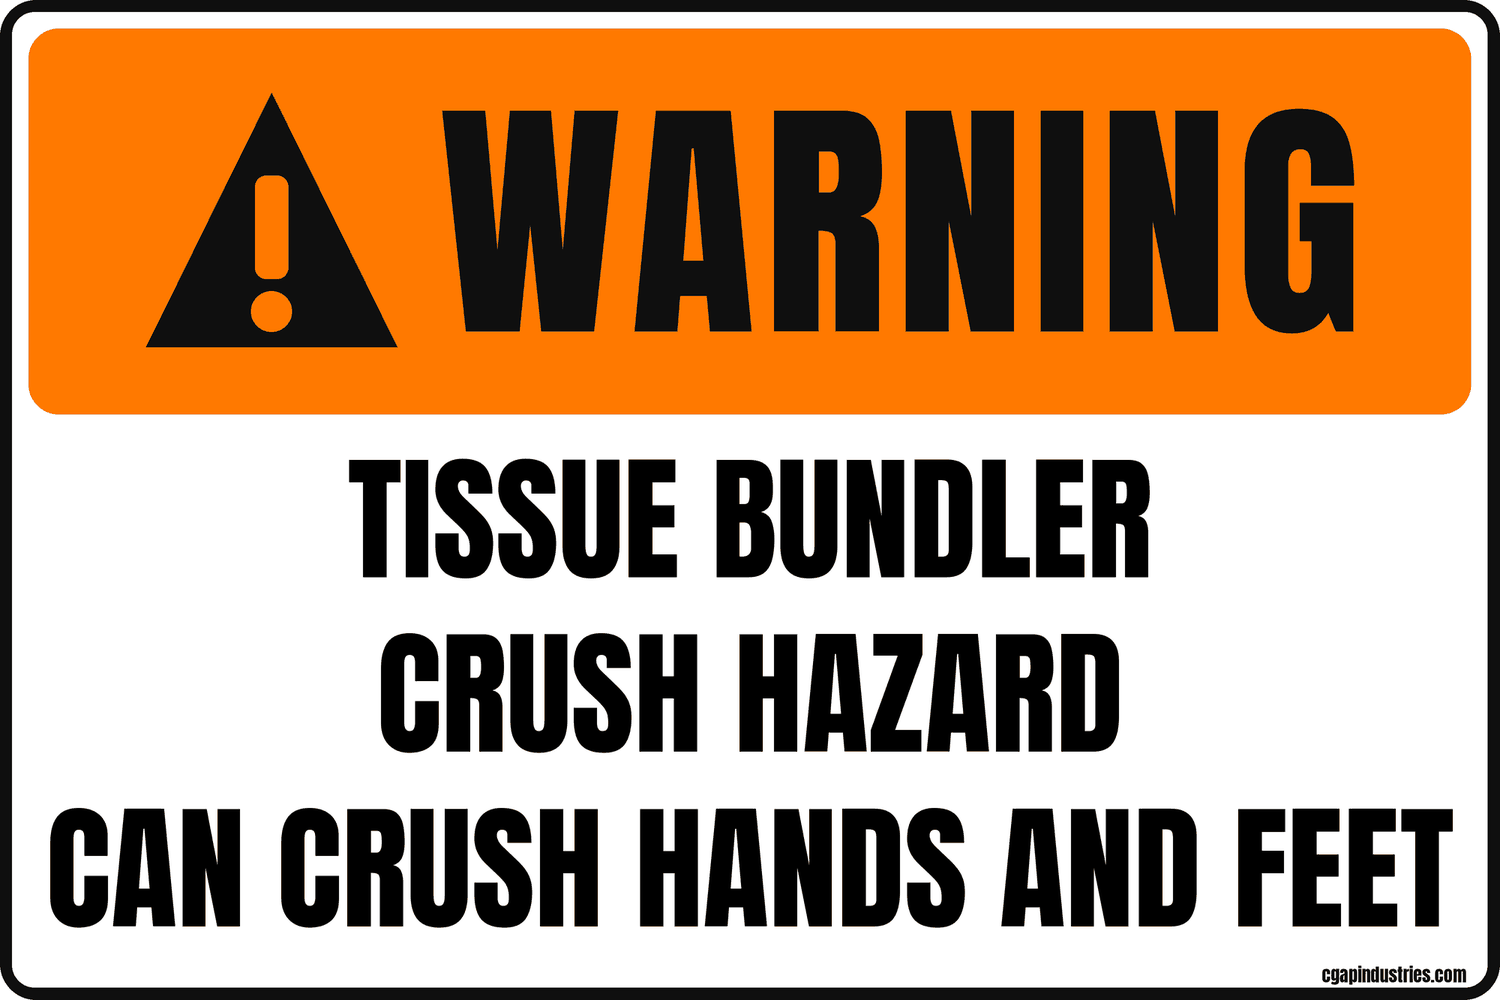 WARNING
TISSUE BUNDLER
CRUSH HAZARD
CAN CRUSH HANDS AND FEET
cgapindustries.com